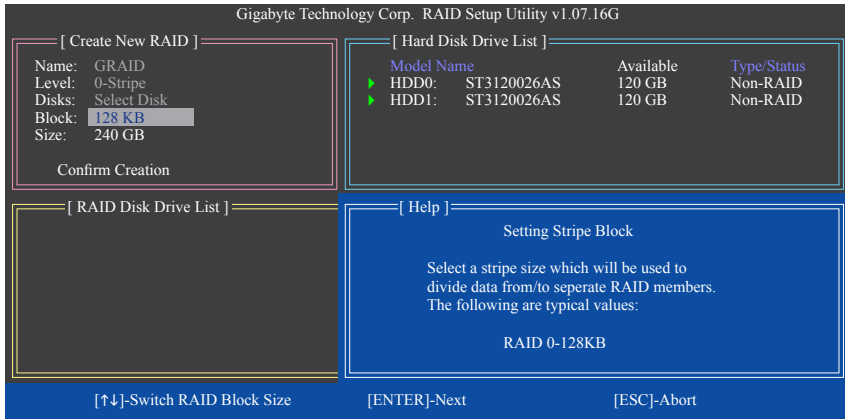 Gigabyte Technology Corp. RAID Setup Utility v1.07.16G
[ Create New RAID ]
Name: GRAID
Level: 0-Stripe
Disks: Select Disk
Block: 128 KB
Size: 240 GB
Confirm Creation
[ Hard Disk Drive List ]
Model Name Available Type/Status
HDD0: ST3120026AS 120 GB Non-RAID
HDD1: ST3120026AS 120 GB Non-RAID
[ RAID Disk Drive List ]
[ Help ]
Setting Stripe Block
Select a stripe size which will be used to
divide data from/to seperate RAID members.
The following are typical values:
RAID 0-128KB
[↑↓]-Switch RAID Block Size [ENTER]-Next [ESC]-Abort